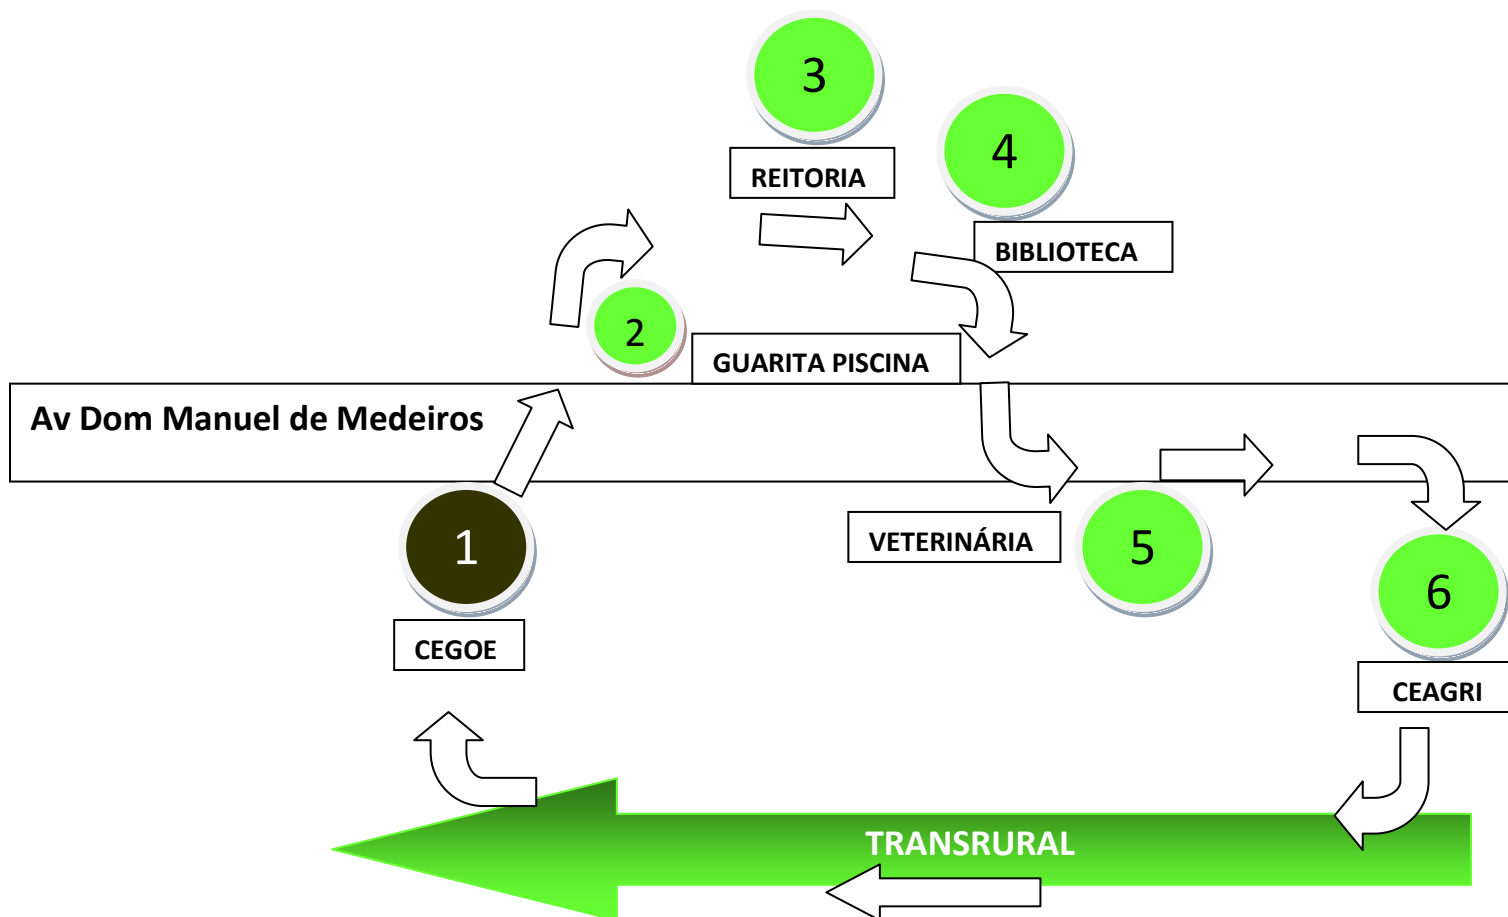 3
REITORIA
4
BIBLIOTECA
2
GUARITA PISCINA
Av Dom Manuel de Medeiros
1
CEGOE
VETERINÁRIA
5
6
CEAGRI
TRANSRURAL